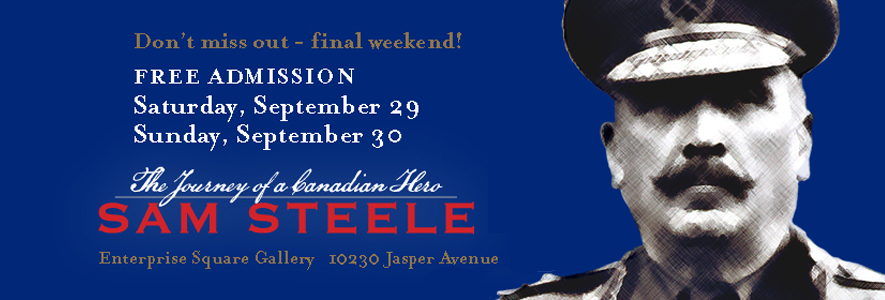 Don't miss out - final weekend!
FREE ADMISSION
Saturday, September 29
Sunday, September 30
The Journey of a Canadian Hero
SAM STEELE
Enterprise Square Gallery 10230 Jasper Avenue